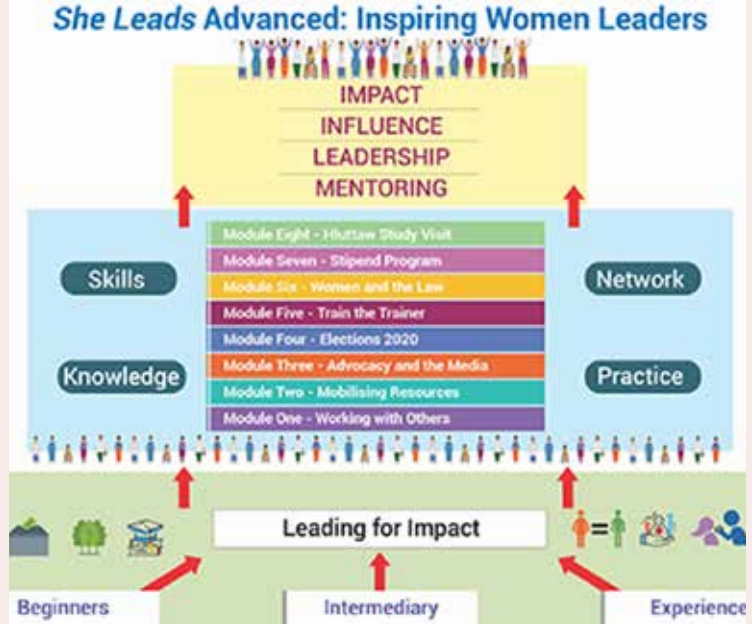 She Leads Advanced: Inspiring Women Leaders
IMPACT
INFLUENCE
LEADERSHIP
MENTORING
Skills
Knowledge
Module Eight - Hluttaw Study Visit
Module Seven - Stipend Program
Module Six - Women and the Law
Module Five - Train the Trainer
Module Four - Elections 2020
Module Three - Advocacy and the Media
Module Two - Mobilising Resources
Module One - Working with Others
Network
Practice
Leading for Impact
Beginners
Intermediary
Experience